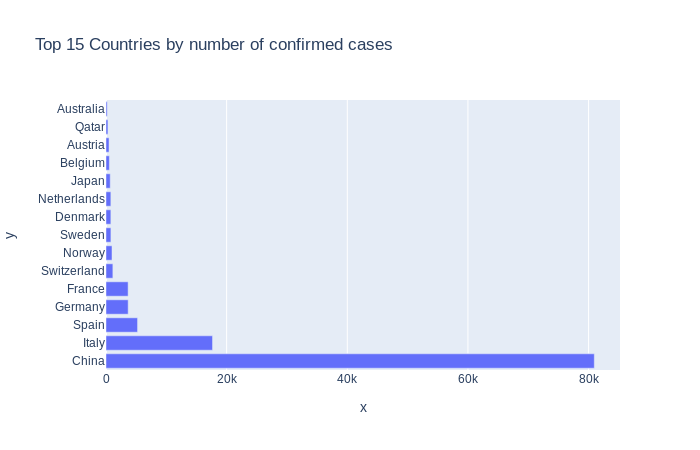 Top 15 Countries by number of confirmed cases
Australia
Qatar
Austria
Belgium
Japan
Netherlands
Denmark
Sweden
Norway
Switzerland
France
Germany
Spain
Italy
China
y
0 20k 40k 60k 80k
x